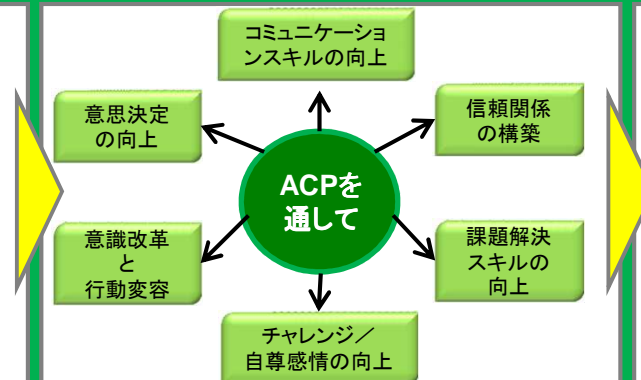 コミュニケーショ
ンスキルの向上
意思決定
の向上
信頼関係
の構築
ACPを
通して
意識改革
と
行動変容
課題解決
スキルの
向上
チャレンジ／
自尊感情の向上